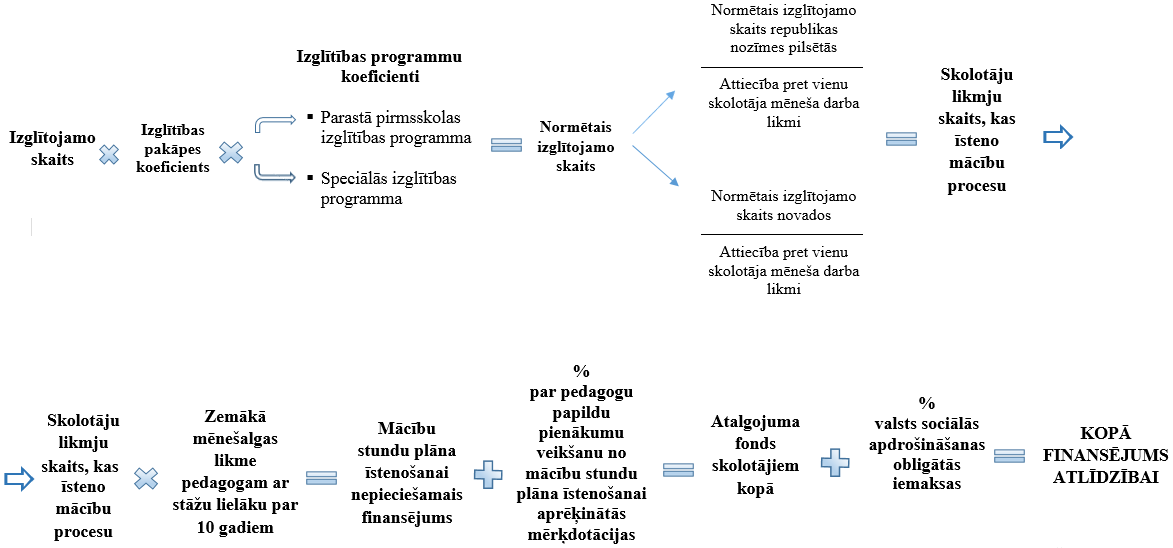 Izglītojamo
skaits
Izglītības
pakāpes
koeficients
Izglītības programmu
koeficienti
▪ Parastā pirmsskolas
izglītības programma
▪ Speciālās izglītības
programma
Normētais
izglītojamo
skaits
Normētais izglītojamo
skaits republikas
nozīmes pilsētās
Attiecība pret vienu
skolotāja mēneša darba
likmi
Normētais izglītojamo
skaits novados
Attiecība pret vienu
skolotāja mēneša darba
likmi
Skolotāju
likmju
skaits, kas
īsteno
mācību
procesu
Skolotāju
likmju
skaits, kas
īsteno
mācību
procesu
Zemākā
mēnešalgas
likme
pedagogam ar
stāžu lielāku par
10 gadiem
Mācību
stundu plāna
īstenošanai
nepieciešamais
finansējums
%
par pedagogu
papildu
pienākumu
veikšanu no
mācību stundu
plāna īstenošanai
aprēķinātās
mērķdotācijas
Atalgojuma
fonds
skolotājiem
kopā
%
valsts sociālās
apdrošināšanas
obligātās
iemaksas
KOPĀ
FINANSĒJUMS
ATLĪDZĪBAI